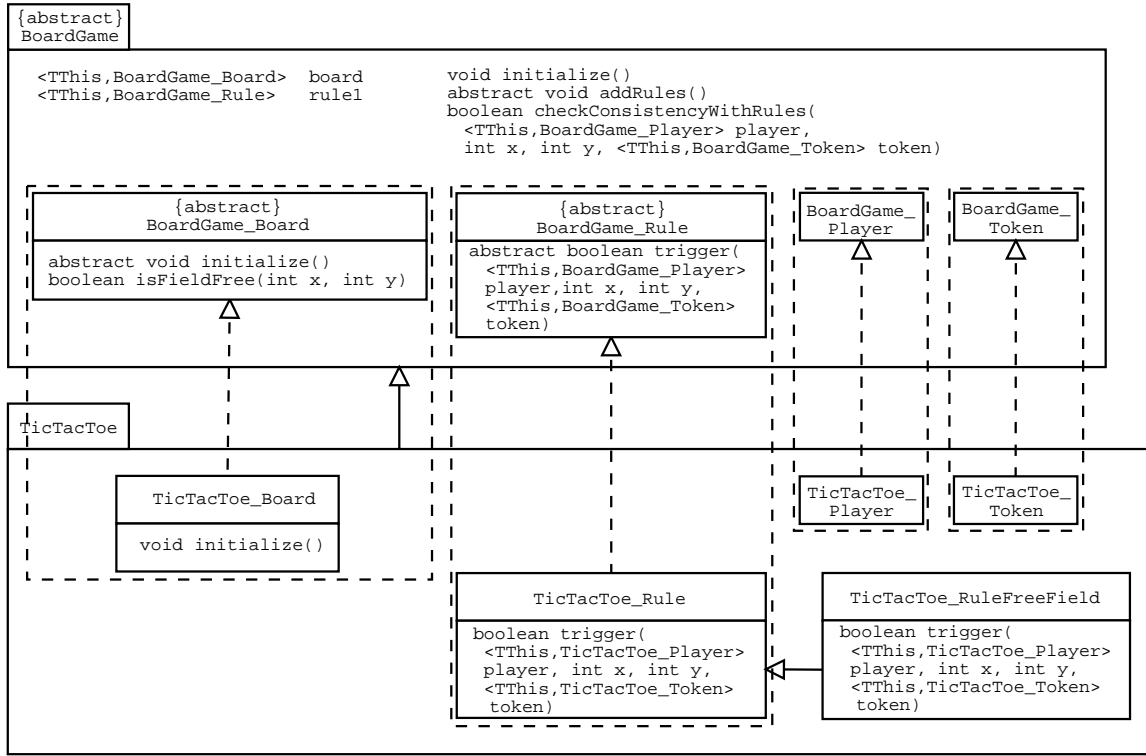 {abstract}
BoardGame
<TThis,BoardGame_Board> board
<TThis,BoardGame_Rule> rule1
void initialize()
abstract void addRules()
boolean checkConsistencyWithRules(
<TThis,BoardGame_Player> player,
int x, int y, <TThis,BoardGame_Token> token)
{abstract}
BoardGame_Board
abstract void initialize()
boolean isFieldFree(int x, int y)
{abstract}
BoardGame_Rule
abstract boolean trigger(
<TThis,BoardGame_Player>
player,int x, int y,
<TThis,BoardGame_Token>
token)
BoardGame_
Player
BoardGame_
Token
TicTacToe
TicTacToe_Board
void initialize()
TicTacToe_Rule
boolean trigger(
<TThis,TicTacToe_Player>
player, int x, int y,
<TThis,TicTacToe_Token>
token)
TicTacToe_
Player
TicTacToe_
Token
TicTacToe_RuleFreeField
boolean trigger(
<TThis,TicTacToe_Player>
player, int x, int y,
<TThis,TicTacToe_Token>
token)